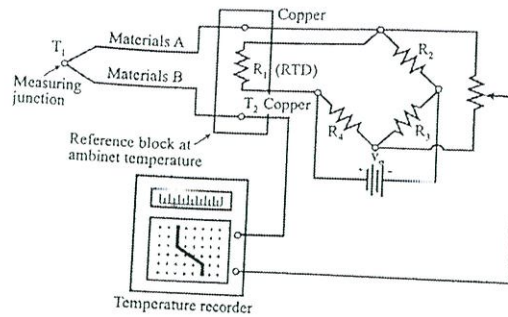 Copper
T1
Materials A
R2
R1 (RTD)
Measuring
junction
Materials B
T2 Copper
R4
R3
Reference block at
ambinet temperature
- +
Temperature recorder